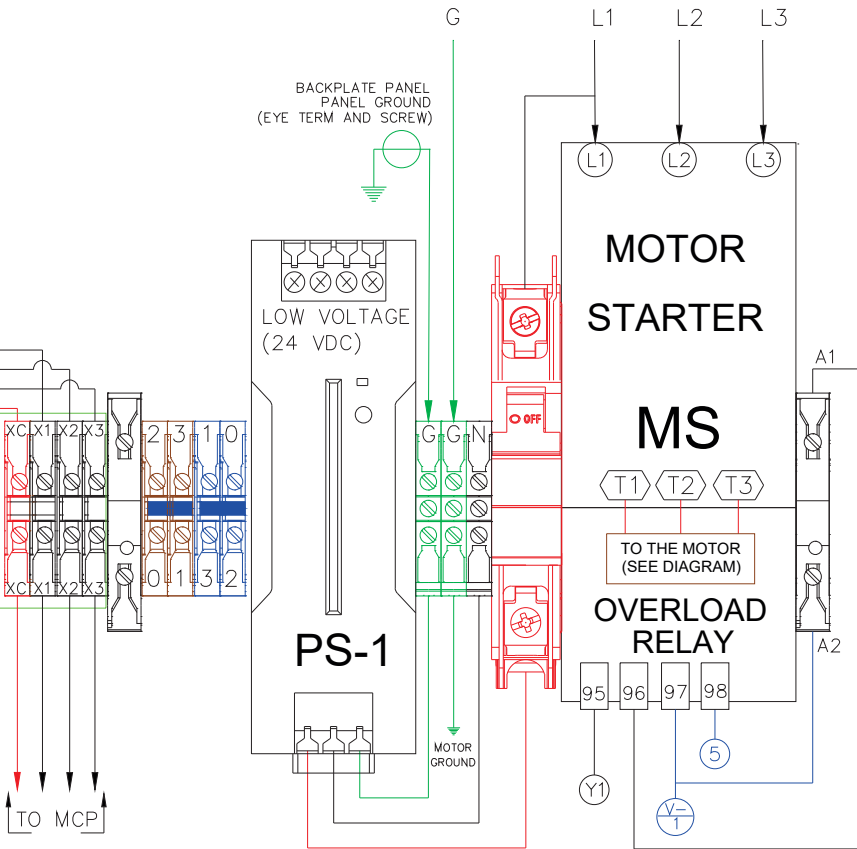 G L1 L2 L3
BACKPLATE PANEL
PANEL GROUND
(EYE TERM AND SCREW)
L1 L2 L3
MOTOR
STARTER
LOW VOLTAGE
(24 VDC)
A1
OFF
MS
XC X1 X2 X3
2 3 1 0
G G N
T1 T2 T3
TO THE MOTOR
(SEE DIAGRAM)
XC X1 X2 X3
0 1 3 2
OVERLOAD
RELAY
A2
PS-1
95 96 97 98
MOTOR
GROUND
5
Y1
V-
1
TO MCP